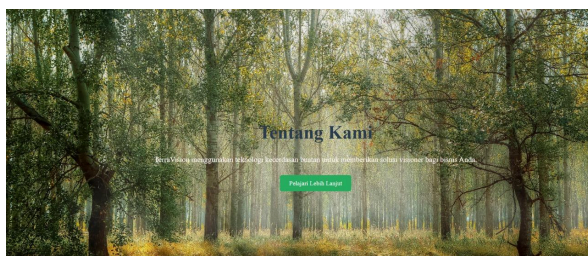 Tentang Kami
TerraVision menggunakan teknologi kecerdasan buatan untuk memberikan solusi visioner bagi bisnis Anda.
Pelajari Lebih Lanjut